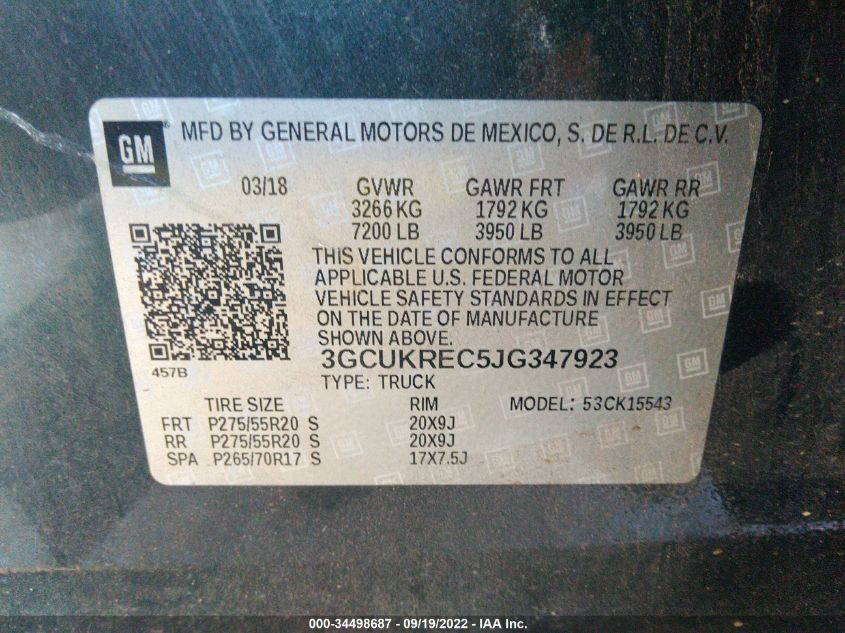 GM
MFD BY GENERAL MOTORS DE MEXICO, S. DE R.L. DE C.V.
03/18 GVWR GAWR FRT GAWR RR
3266 KG 1792 KG 1792 KG
7200 LB 3950 LB 3950 LB
THIS VEHICLE CONFORMS TO ALL
APPLICABLE U.S. FEDERAL MOTOR
VEHICLE SAFETY STANDARDS IN EFFECT
ON THE DATE OF MANUFACTURE
SHOWN ABOVE.
457B 3GCUKREC5JG347923
TYPE: TRUCK
TIRE SIZE RIM MODEL: 53CK15543
FRT P275/55R20 S 20X9J
RR P275/55R20 S 20X9J
SPA P265/70R17 S 17X7.5J
000-34498687 - 09/19/2022 - IAA Inc.